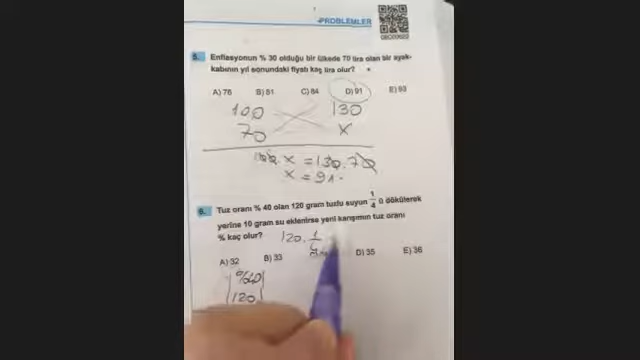 PROBLEMLER
5. Enflasyonun % 30 olduğu bir ülkede 70 lira olan bir ayak-
kabının yıl sonundaki fiyatı kaç lira olur?
A) 76 B) 81 C) 84 D) 91 E) 93
100 130
70 x
100. x = 130.70
x = 91.
6. Tuz oranı % 40 olan 120 gram tuzlu suyun 1/4 ü dökülerek
yerine 10 gram su eklenirse yeni karışımın tuz oranı
% kaç olur?
120. 1
A) 32 B) 33 D) 35 E) 36
120